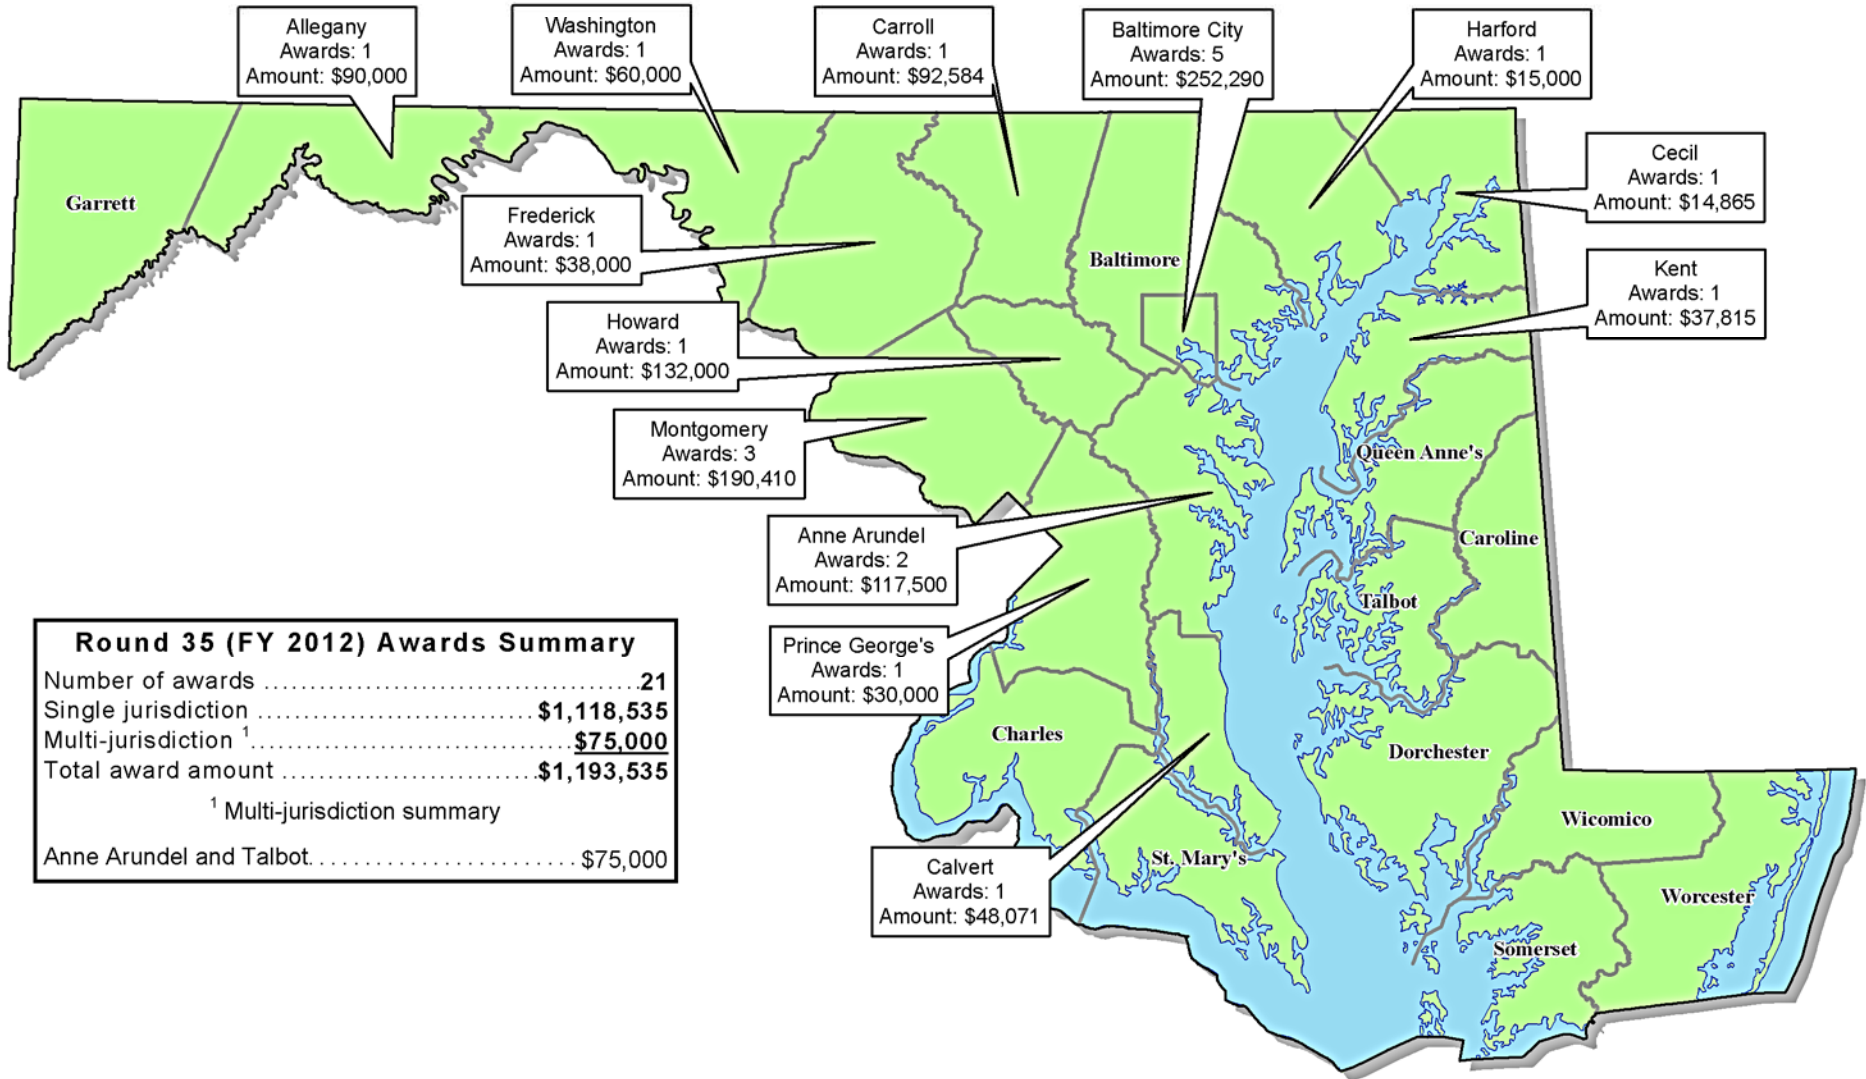 Allegany
Awards: 1
Amount: $90,000
Washington
Awards: 1
Amount: $60,000
Carroll
Awards: 1
Amount: $92,584
Baltimore City
Awards: 5
Amount: $252,290
Harford
Awards: 1
Amount: $15,000
Cecil
Awards: 1
Amount: $14,865
Garrett
Frederick
Awards: 1
Amount: $38,000
Baltimore
Kent
Awards: 1
Amount: $37,815
Howard
Awards: 1
Amount: $132,000
Montgomery
Awards: 3
Amount: $190,410
Queen Anne's
Anne Arundel
Awards: 2
Amount: $117,500
Caroline
Talbot
Prince George's
Awards: 1
Amount: $30,000
Charles
Dorchester
Wicomico
Calvert
Awards: 1
Amount: $48,071
St. Mary's
Worcester
Somerset
Round 35 (FY 2012) Awards Summary
Number of awards ........................................21
Single jurisdiction ............................. $1,118,535
Multi-jurisdiction 1..................................$75,000
Total award amount ...........................$1,193,535
1 Multi-jurisdiction summary
Anne Arundel and Talbot............................ $75,000